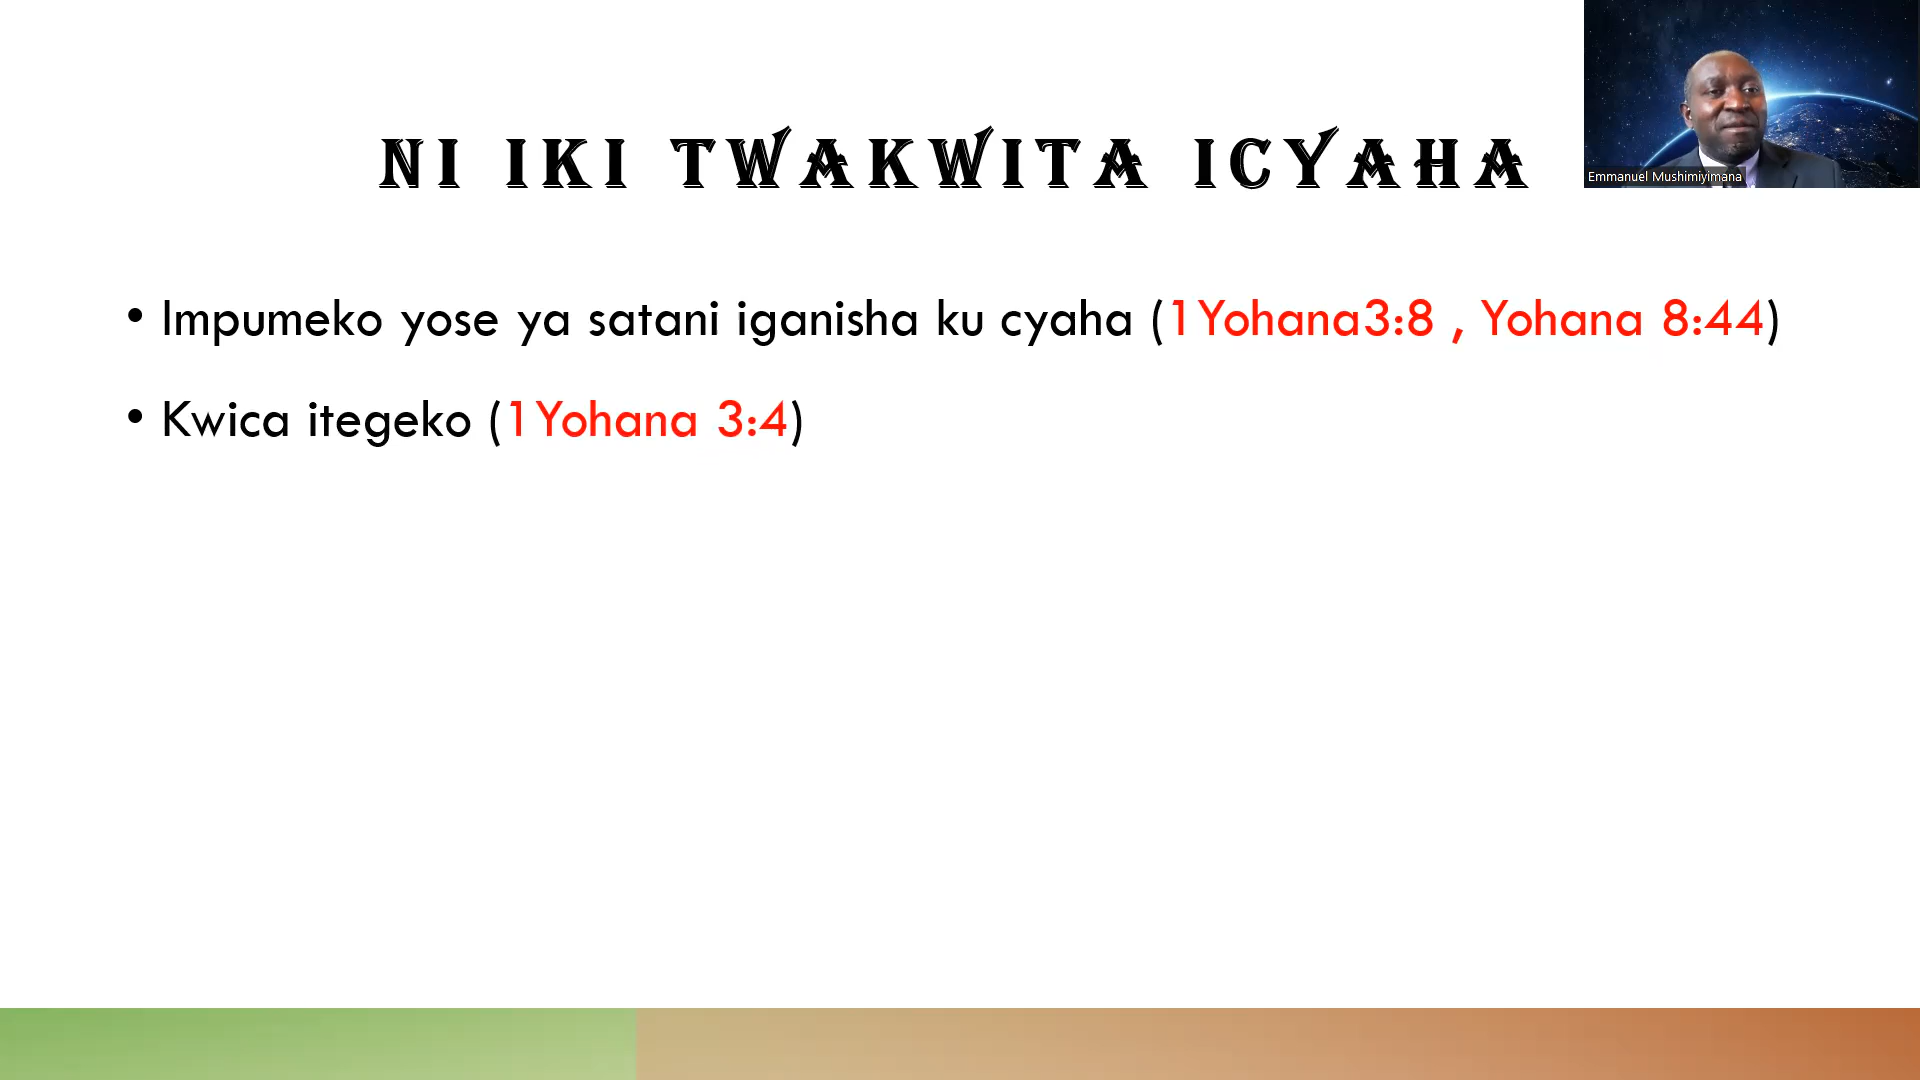 NI IKI TWAKWITA ICYAHA
Emmanuel Mushimiyimana
• Impumeko yose ya satani iganisha ku cyaha (1Yohana3:8 , Yohana 8:44)
• Kwica itegeko (1Yohana 3:4)